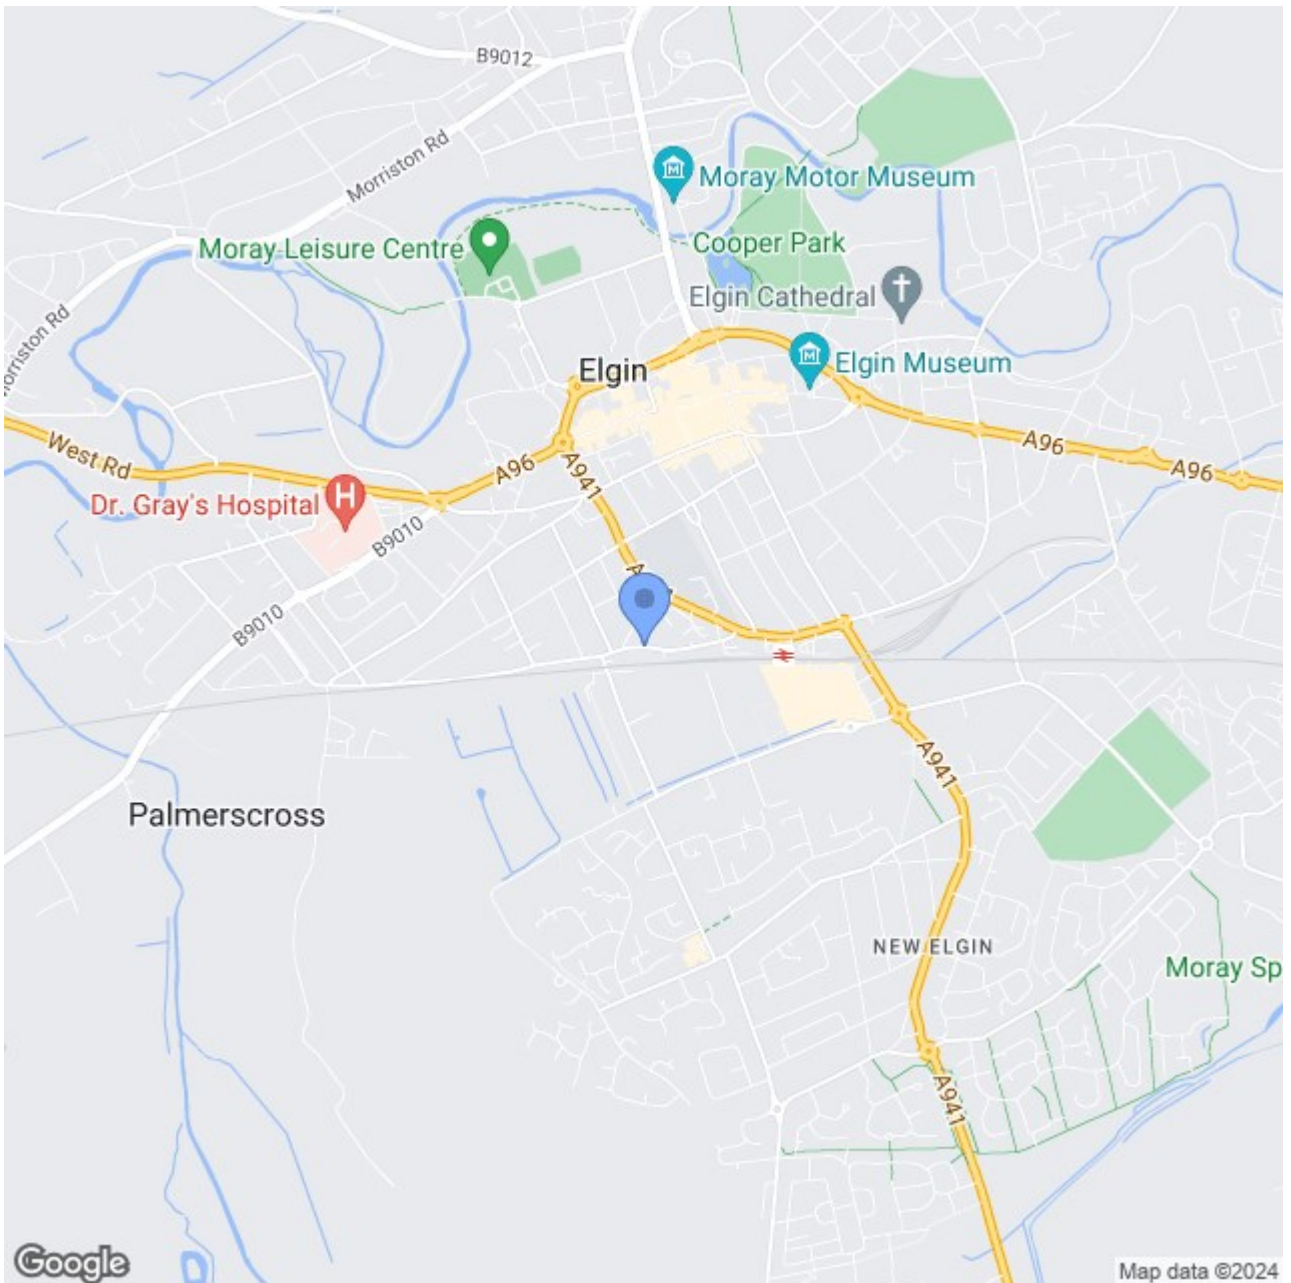 B9012
Morriston Rd
Moray Motor Museum
Moray Leisure Centre
Cooper Park
Elgin Cathedral
Morriston Rd
Elgin
Elgin Museum
West Rd
A96
A96
A96
A941
Dr. Gray's Hospital
H
B9010
B9010
A941
Palmerscross
NEW ELGIN
Moray Sp
A941
Google
Map data ©2024